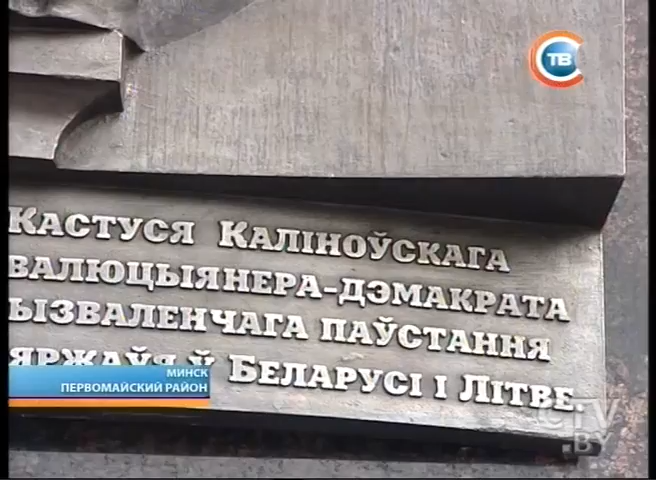 ТВ
КАСТУСЯ КАЛІНОЎСКАГА
ВАЛЮЦЫЯНЕРА-ДЭМАКРАТА
ЫЗВАЛЕНЧАГА ПАЎСТАННЯ
Ў БЕЛАРУСІ І ЛІТВЕ.
МИНСК
ПЕРВОМАЙСКИЙ РАЙОН
CTV
.BY